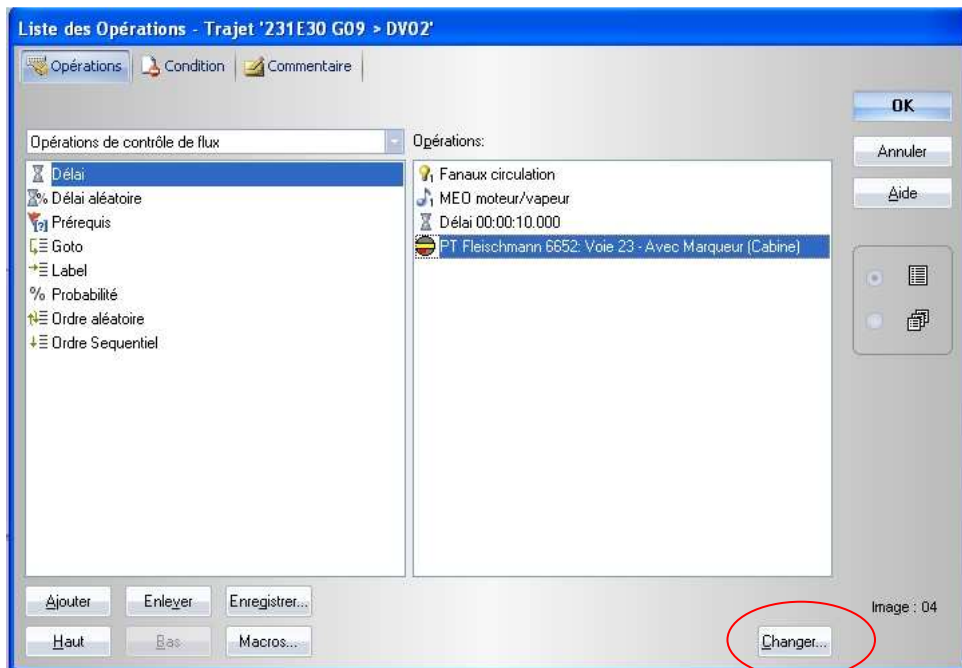 Liste des Opérations - Trajet '231E30 G09 > DV02'
Opérations
Condition
Commentaire
OK
Annuler
Aide
Opérations de contrôle de flux
Opérations:
Délai
Délai aléatoire
Prérequis
Goto
Label
% Probabilité
Ordre aléatoire
Ordre Sequentiel
Fanaux circulation
MEO moteur/vapeur
Délai 00:00:10.000
PT Fleischmann 6652: Voie 23 - Avec Marqueur (Cabine)
Ajouter
Enlever
Enregistrer...
Haut
Bas
Macros...
Changer...
Image : 04